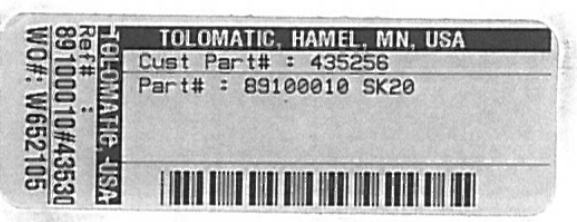 TOLOMATIC, HAMEL, MN, USA
Cust Part# : 435256
Part# : 89100010 SK20
TOLOMATIC, USA
Ref# :
89100010#43530
WO#: W652105